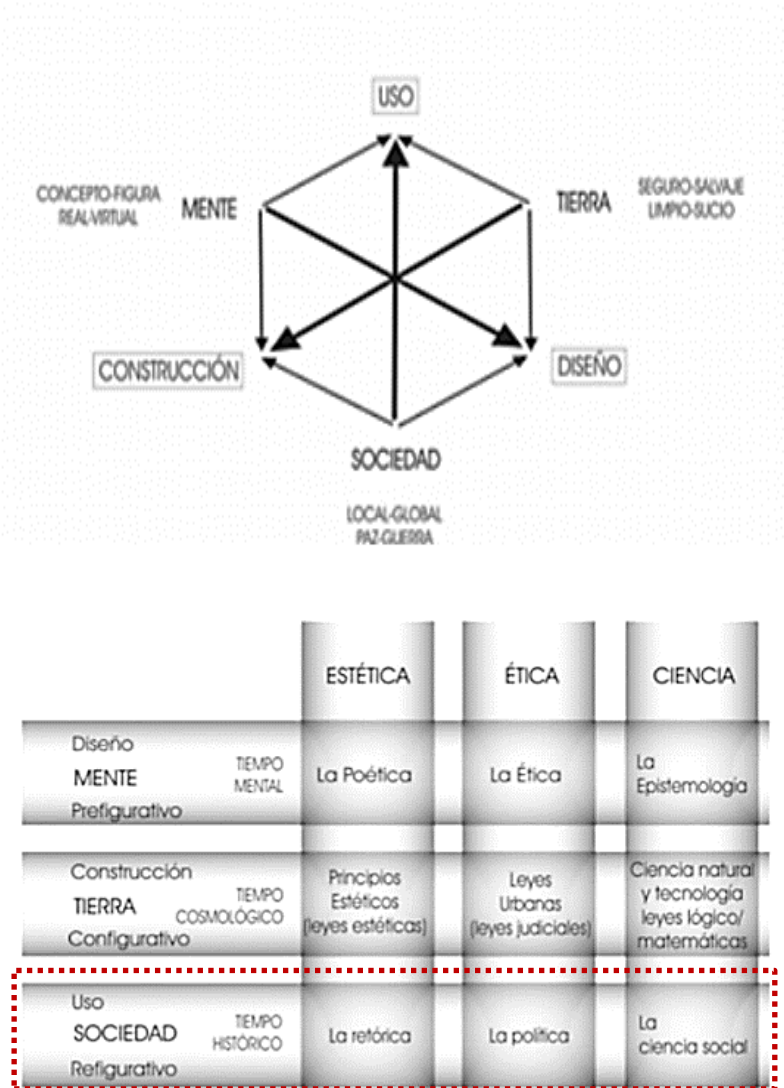 USO
CONCEPTO-FIGURA
REAL-VIRTUAL
MENTE
TIERRA
SEGURO-SALVAJE
LIMPIO-SUCIO
CONSTRUCCIÓN
DISEÑO
SOCIEDAD
LOCAL-GLOBAL
PAZ-GUERRA
ESTÉTICA
ÉTICA
CIENCIA
Diseño
MENTE
Prefigurativo
TIEMPO
MENTAL
La Poética
La Ética
La
Epistemología
Construcción
TIERRA
Configurativo
TIEMPO
COSMOLÓGICO
Principios
Estéticos
(leyes estéticas)
Leyes
Urbanas
(leyes judiciales)
Ciencia natural
y tecnología
leyes lógico/
matemáticas
Uso
SOCIEDAD
Refigurativo
TIEMPO
HISTÓRICO
La retórica
La política
La
ciencia social